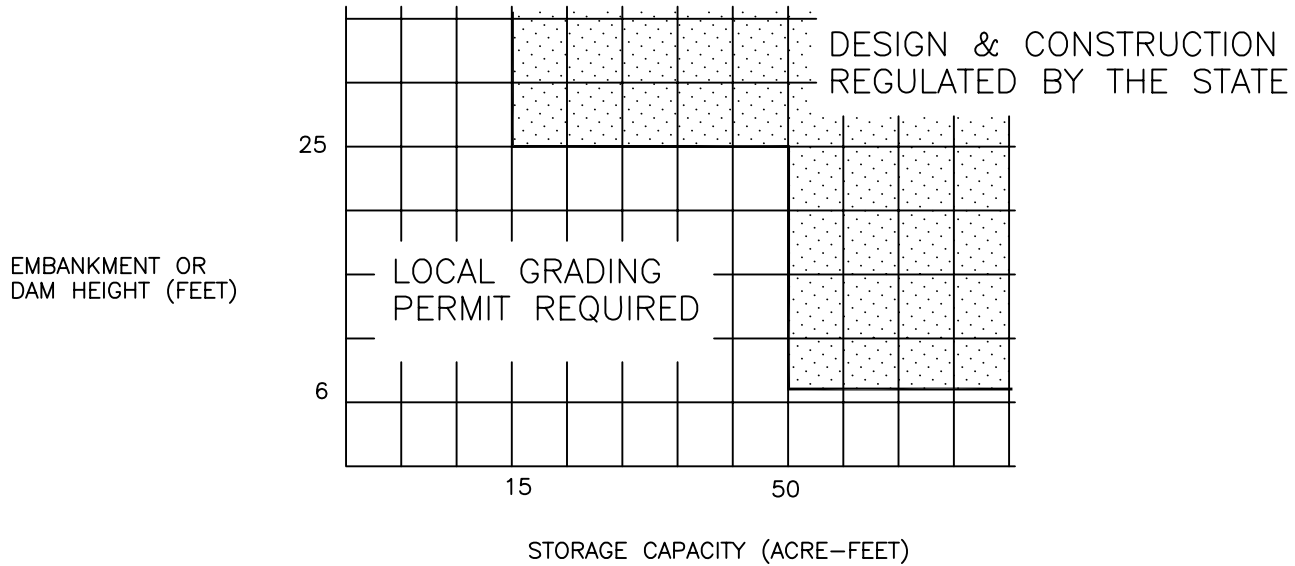 DESIGN & CONSTRUCTION
REGULATED BY THE STATE
25
EMBANKMENT OR
DAM HEIGHT (FEET)
LOCAL GRADING
PERMIT REQUIRED
6
15
50
STORAGE CAPACITY (ACRE-FEET)